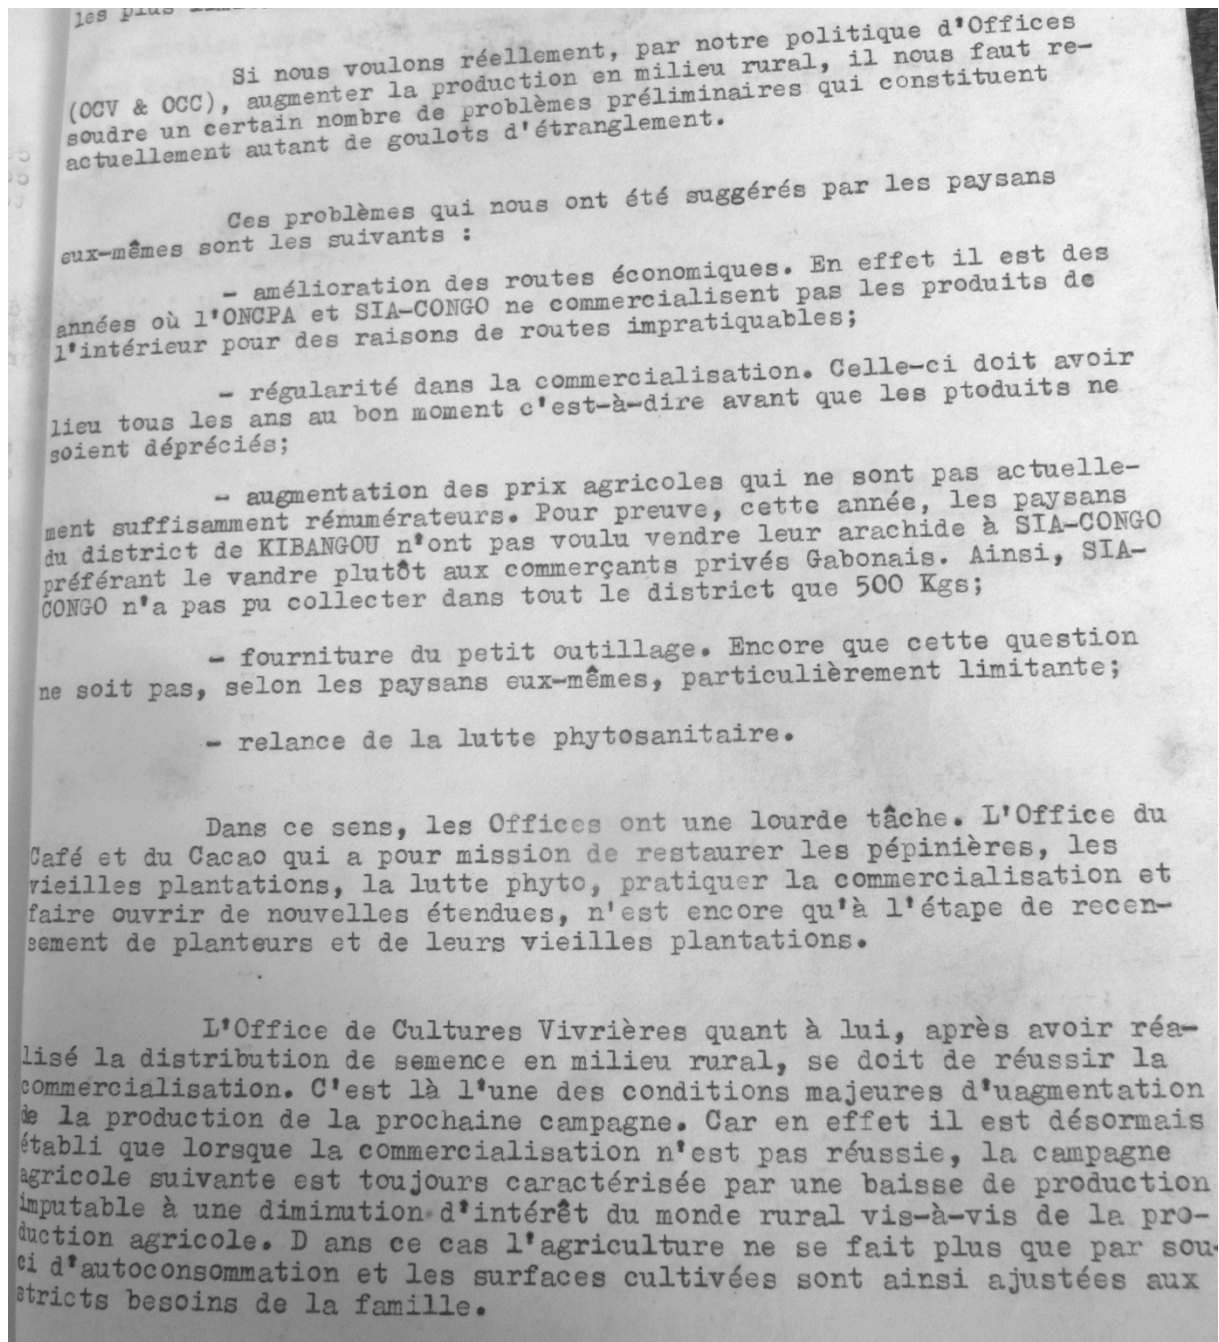 les plus
Si nous voulons réellement, par notre politique d'Offices
(OCV & OCC), augmenter la production en milieu rural, il nous faut re-
soudre un certain nombre de problèmes préliminaires qui constituent
actuellement autant de goulots d'étranglement.
Ces problèmes qui nous ont été suggérés par les paysans
eux-mêmes sont les suivants :
- amélioration des routes économiques. En effet il est des
années où l'ONCPA et SIA-CONGO ne commercialisent pas les produits de
l'intérieur pour des raisons de routes impratiquables;
- régularité dans la commercialisation. Celle-ci doit avoir
lieu tous les ans au bon moment c'est-à-dire avant que les ptoduits ne
soient dépréciés;
- augmentation des prix agricoles qui ne sont pas actuelle-
ment suffisamment rénumérateurs. Pour preuve, cette année, les paysans
du district de KIBANGOU n'ont pas voulu vendre leur arachide à SIA-CONGO
préférant le vandre plutôt aux commerçants privés Gabonais. Ainsi, SIA-
CONGO n'a pas pu collecter dans tout le district que 500 Kgs;
- fourniture du petit outillage. Encore que cette question
ne soit pas, selon les paysans eux-mêmes, particulièrement limitante;
- relance de la lutte phytosanitaire.
Dans ce sens, les Offices ont une lourde tâche. L'Office du
Café et du Cacao qui a pour mission de restaurer les pépinières, les
vieilles plantations, la lutte phyto, pratiquer la commercialisation et
faire ouvrir de nouvelles étendues, n'est encore qu'à l'étape de recen-
sement de planteurs et de leurs vieilles plantations.
L'Office de Cultures Vivrières quant à lui, après avoir réa-
lisé la distribution de semence en milieu rural, se doit de réussir la
commercialisation. C'est là l'une des conditions majeures d'uagmentation
de la production de la prochaine campagne. Car en effet il est désormais
établi que lorsque la commercialisation n'est pas réussie, la campagne
agricole suivante est toujours caractérisée par une baisse de production
imputable à une diminution d'intérêt du monde rural vis-à-vis de la pro-
duction agricole. D ans ce cas l'agriculture ne se fait plus que par sou-
ci d'autoconsommation et les surfaces cultivées sont ainsi ajustées aux
stricts besoins de la famille.